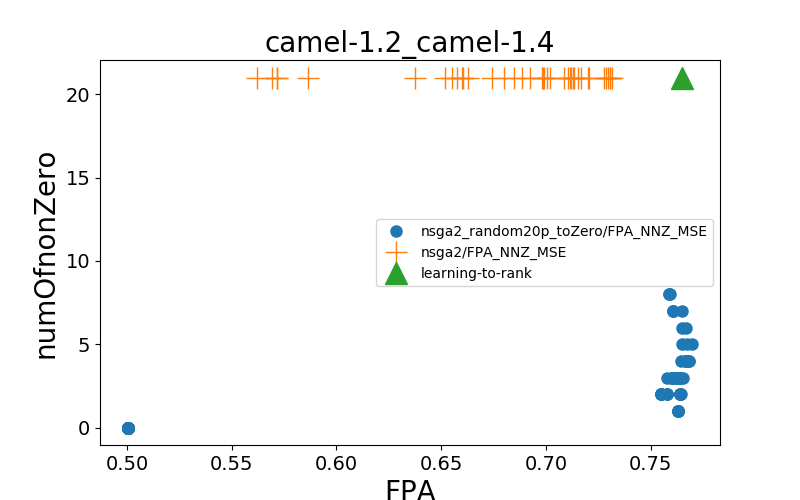 camel-1.2_camel-1.4
numOfnonZero
20
15
10
5
0
nsga2_random20p_toZero/FPA_NNZ_MSE
nsga2/FPA_NNZ_MSE
learning-to-rank
0.50 0.55 0.60 0.65 0.70 0.75
FPA